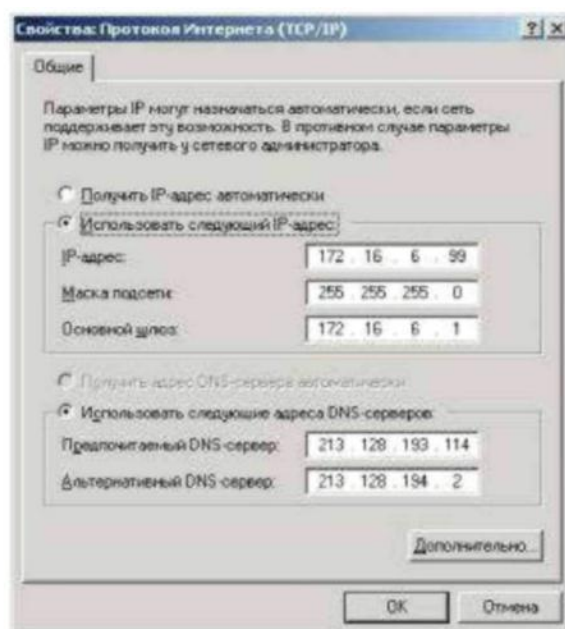 Свойства: Протокол Интернета (TCP/IP)
Общие
Параметры IP могут назначаться автоматически, если сеть
поддерживает эту возможность. В противном случае параметры
IP можно получить у сетевого администратора.
Получить IP-адрес автоматически
Использовать следующий IP-адрес:
IP-адрес: 172 . 16 . 6 . 99
Маска подсети: 255 . 255 . 255 . 0
Основной шлюз: 172 . 16 . 6 . 1
Получить адрес DNS-сервера автоматически
Использовать следующие адреса DNS-серверов:
Предпочитаемый DNS-сервер: 213 . 128 . 193 . 114
Альтернативный DNS-сервер: 213 . 128 . 194 . 2
Дополнительно...
OK Отмена